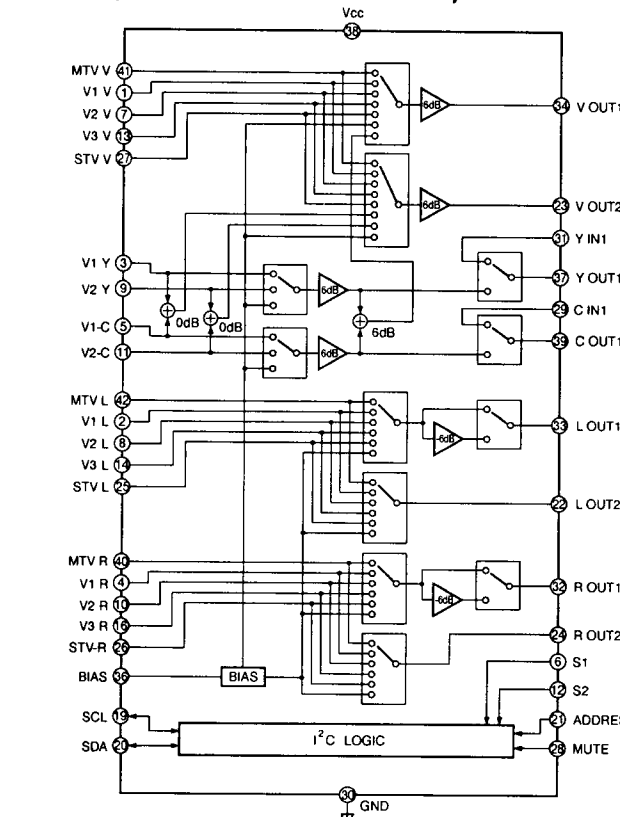 Vcc
38
MTV V 41
V1 V 1
V2 V 7
V3 V 13
STV V 27
6dB
34 V OUT1
6dB
23 V OUT2
31 Y IN1
V1 Y 3
V2 Y 9
6dB
37 Y OUT1
0dB
0dB
6dB
29 C IN1
V1-C 5
V2-C 11
6dB
39 C OUT1
MTV L 42
V1 L 2
V2 L 8
V3 L 14
STV L 25
-6dB
33 L OUT1
22 L OUT2
MTV R 40
V1 R 4
V2 R 10
V3 R 16
STV-R 26
-6dB
32 R OUT1
24 R OUT2
BIAS 36
BIAS
6 S1
12 S2
SCL 19
SDA 20
I²C LOGIC
21 ADDRE
28 MUTE
30 GND